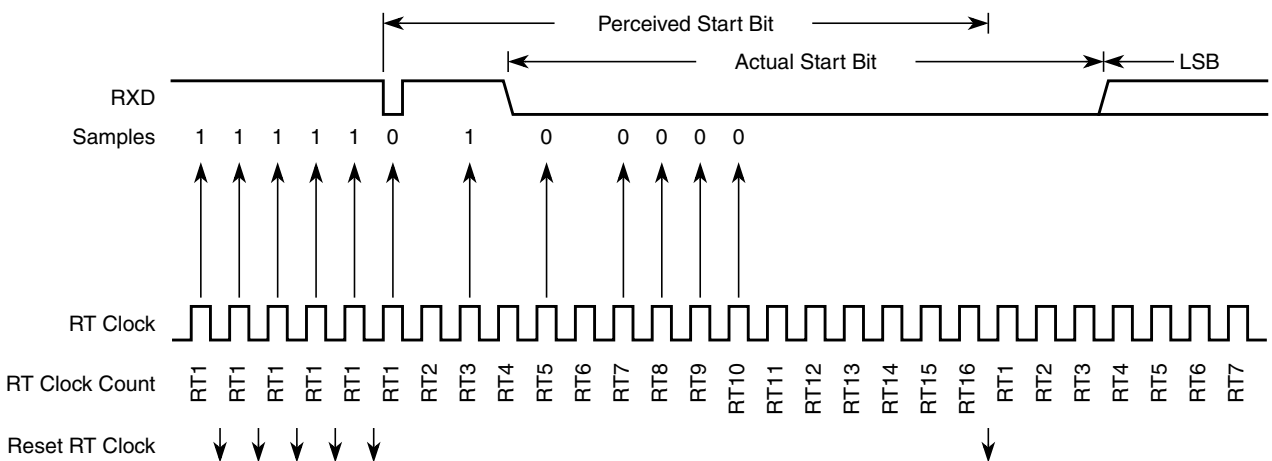 Perceived Start Bit
Actual Start Bit
LSB
RXD
Samples 1 1 1 1 1 0 1 0 0 0 0 0
RT Clock
RT Clock Count RT1 RT1 RT1 RT1 RT1 RT1 RT2 RT3 RT4 RT5 RT6 RT7 RT8 RT9 RT10 RT11 RT12 RT13 RT14 RT15 RT16 RT1 RT2 RT3 RT4 RT5 RT6 RT7
Reset RT Clock